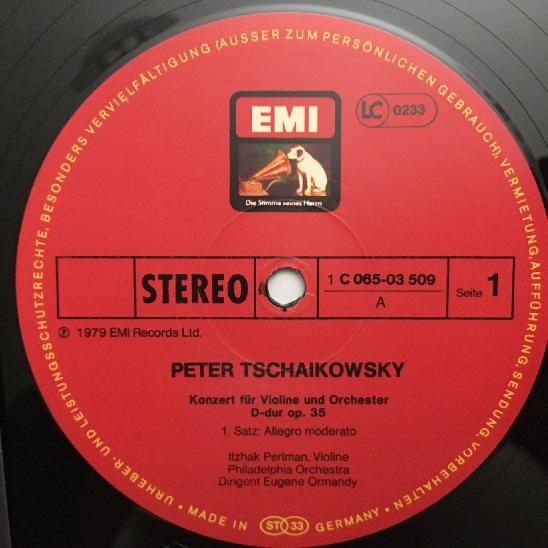 URHEBER- UND LEISTUNGSSCHUTZRECHTE, BESONDERS VERVIELFÄLTIGUNG (AUSSER ZUM PERSÖNLICHEN GEBRAUCH), VERMIETUNG, AUFFÜHRUNG, SENDUNG, VORBEHALTEN •
EMI
LC 0233
Die Stimme seines Herrn
STEREO
1 C 065-03 509
A
Seite 1
℗ 1979 EMI Records Ltd.
PETER TSCHAIKOWSKY
Konzert für Violine und Orchester
D-dur op. 35
1. Satz: Allegro moderato
Itzhak Perlman, Violine
Philadelphia Orchestra
Dirigent Eugene Ormandy
• MADE IN ST 33 GERMANY •